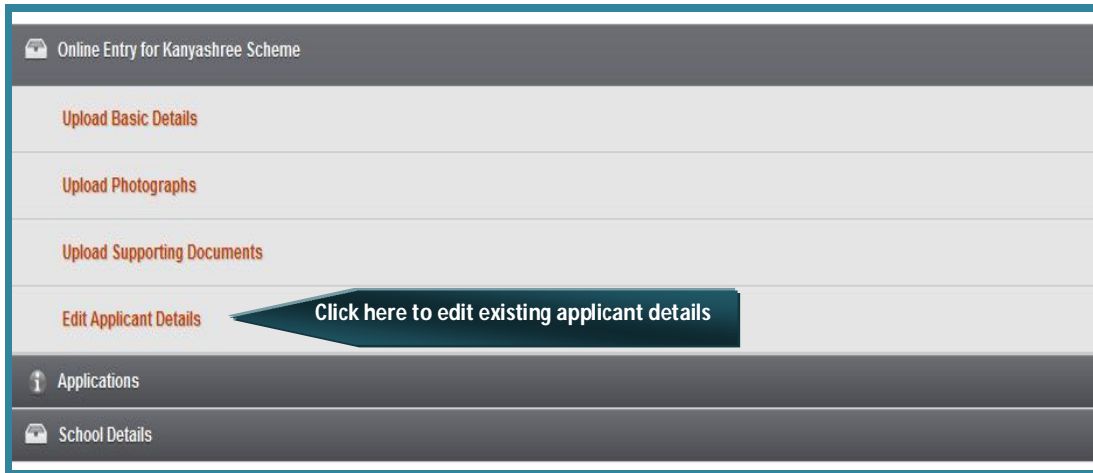 Online Entry for Kanyashree Scheme
Upload Basic Details
Upload Photographs
Upload Supporting Documents
Edit Applicant Details
Click here to edit existing applicant details
Applications
School Details